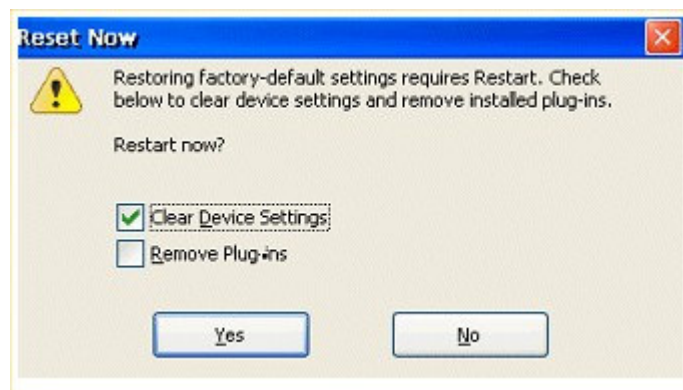 Reset Now
Restoring factory-default settings requires Restart. Check
below to clear device settings and remove installed plug-ins.
Restart now?
Clear Device Settings
Remove Plug-ins
Yes
No